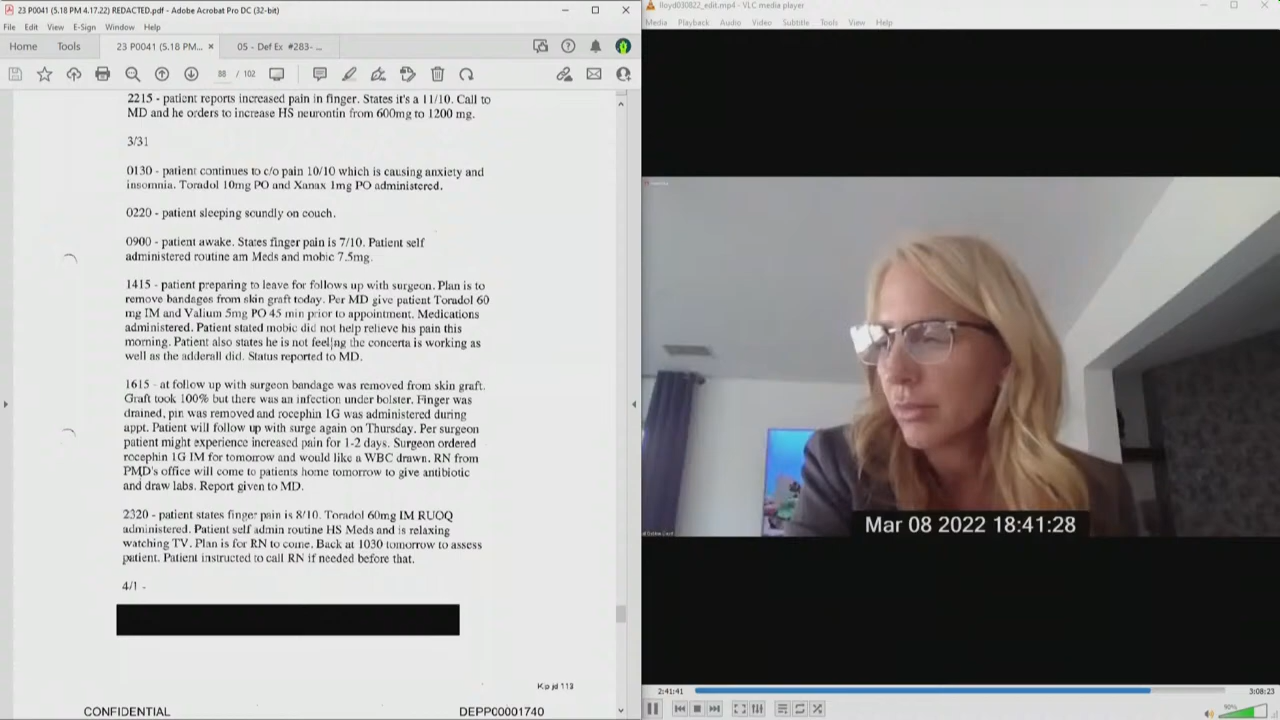 23 P0041 (5.18 PM 4.17.22) REDACTED.pdf - Adobe Acrobat Pro DC (32-bit)
File Edit View E-Sign Window Help
Home Tools 23 P0041 (5.18 PM... × 05 - Def Ex #283- ...
88 / 102
2215 - patient reports increased pain in finger. States it's a 11/10. Call to
MD and he orders to increase HS neurontin from 600mg to 1200 mg.
3/31
0130 - patient continues to c/o pain 10/10 which is causing anxiety and
insomnia. Toradol 10mg PO and Xanax 1mg PO administered.
0220 - patient sleeping soundly on couch.
0900 - patient awake. States finger pain is 7/10. Patient self
administered routine am Meds and mobic 7.5mg.
1415 - patient preparing to leave for follows up with surgeon. Plan is to
remove bandages from skin graft today. Per MD give patient Toradol 60
mg IM and Valium 5mg PO 45 min prior to appointment. Medications
administered. Patient stated mobic did not help relieve his pain this
morning. Patient also states he is not feeling the concerta is working as
well as the adderall did. Status reported to MD.
1615 - at follow up with surgeon bandage was removed from skin graft.
Graft took 100% but there was an infection under bolster. Finger was
drained, pin was removed and rocephin 1G was administered during
appt. Patient will follow up with surge again on Thursday. Per surgeon
patient might experience increased pain for 1-2 days. Surgeon ordered
rocephin 1G IM for tomorrow and would like a WBC drawn. RN from
PMD's office will come to patients home tomorrow to give antibiotic
and draw labs. Report given to MD.
2320 - patient states finger pain is 8/10. Toradol 60mg IM RUOQ
administered. Patient self admin routine HS Meds and is relaxing
watching TV. Plan is for RN to come. Back at 1030 tomorrow to assess
patient. Patient instructed to call RN if needed before that.
4/1 -
CONFIDENTIAL DEPP00001740
lloyd030822_edit.mp4 - VLC media player
Media Playback Audio Video Subtitle Tools View Help
Mar 08 2022 18:41:28
2:41:41 3:08:23
90%